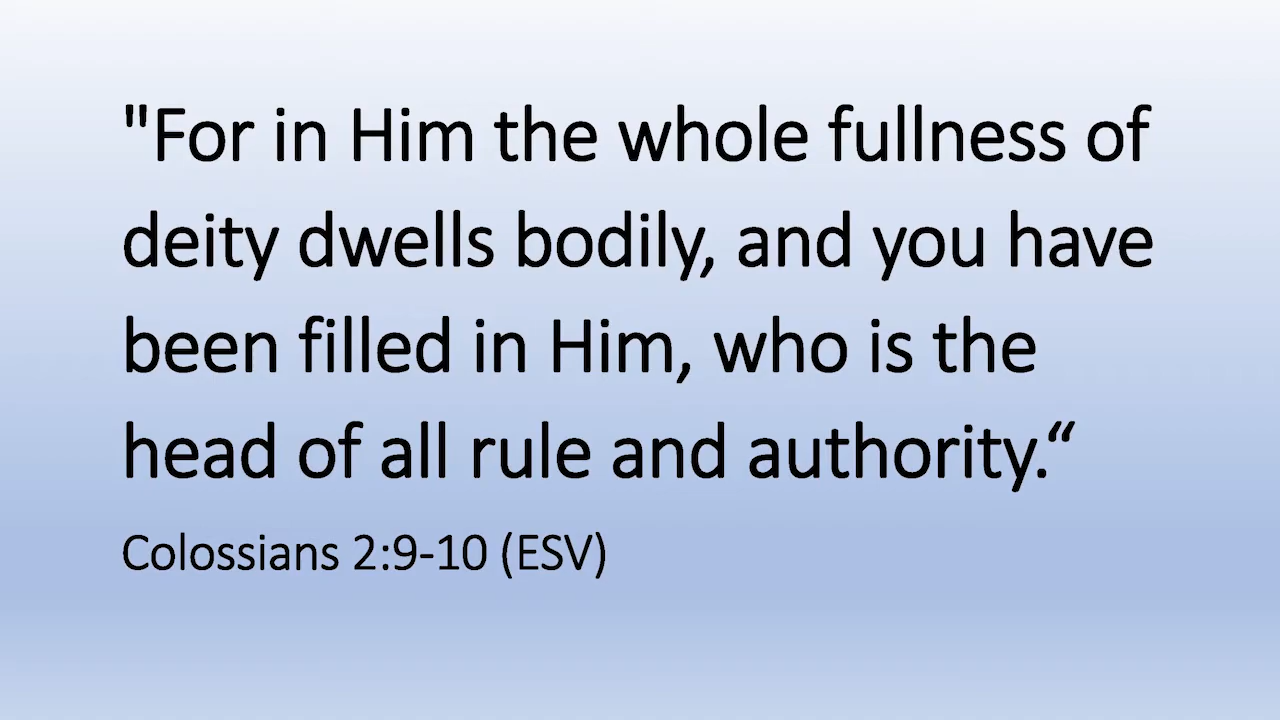 "For in Him the whole fullness of
deity dwells bodily, and you have
been filled in Him, who is the
head of all rule and authority.“
Colossians 2:9-10 (ESV)